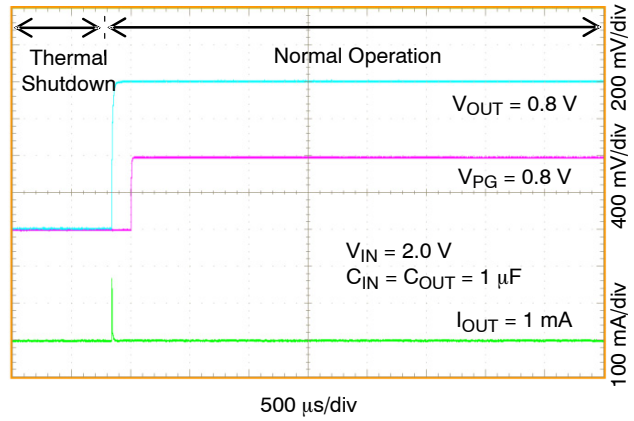 Thermal
Shutdown
Normal Operation
V_OUT = 0.8 V
V_PG = 0.8 V
V_IN = 2.0 V
C_IN = C_OUT = 1 μF
I_OUT = 1 mA
200 mV/div
400 mV/div
100 mA/div
500 μs/div